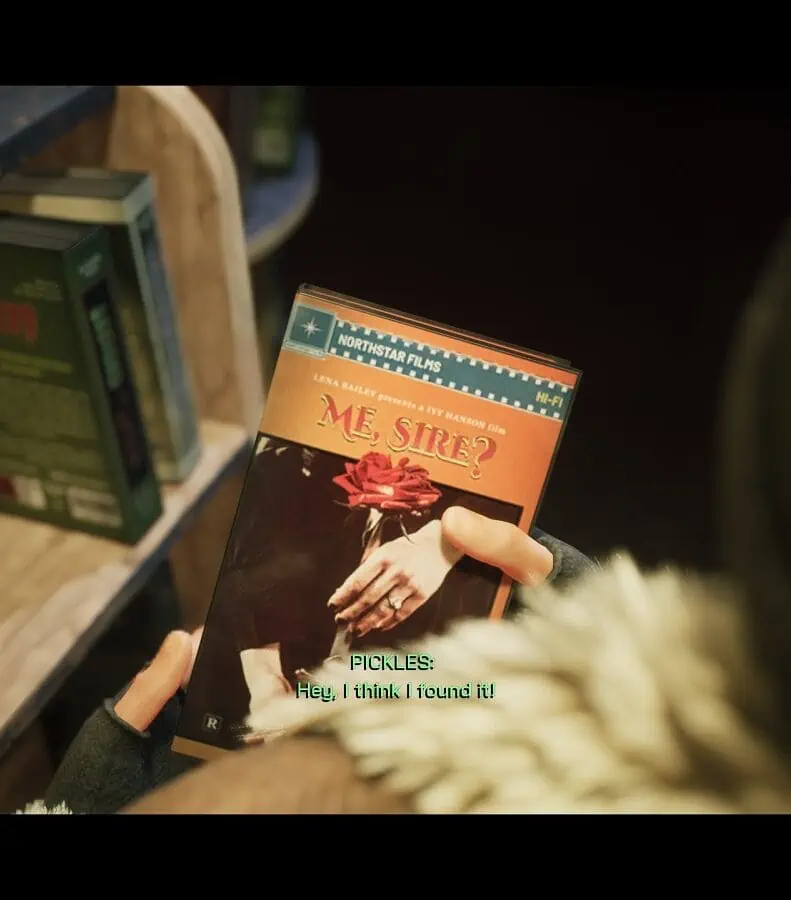 NORTHSTAR FILMS
HI-FI
LENA BAILEY presents a IVY HANSON film
ME, SIRE?
R
PICKLES:
Hey, I think I found it!